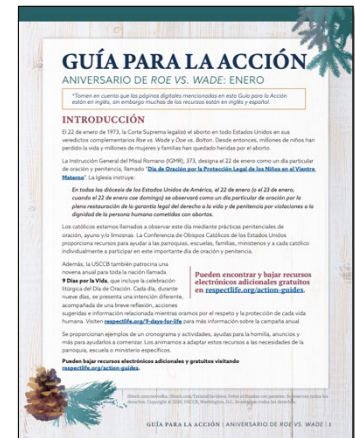 GUÍA PARA LA ACCIÓN
ANIVERSARIO DE ROE VS. WADE: ENERO
*Tomen en cuenta que las páginas digitales mencionadas en esta Guía para la Acción
están en inglés, sin embargo muchos de los recursos están en inglés y español.
INTRODUCCIÓN
El 22 de enero de 1973, la Corte Suprema legalizó el aborto en todo Estados Unidos en sus
veredictos complementarios Roe vs. Wade y Doe vs. Bolton. Desde entonces, millones de niños han
perdido la vida y millones de mujeres y familias han quedado heridas por el aborto.
La Instrucción General del Misal Romano (IGMR), 373, designa el 22 de enero como un día particular
de oración y penitencia, llamado "Día de Oración por la Protección Legal de los Niños en el Vientre
Materno". La Iglesia instruye:
En todas las diócesis de los Estados Unidos de América, el 22 de enero (o el 23 de enero,
cuando el 22 de enero cae domingo) se observará como un día particular de oración por la
plena restauración de la garantía legal del derecho a la vida y de penitencia por violaciones a la
dignidad de la persona humana cometidas con abortos.
Los católicos estamos llamados a observar este día mediante prácticas penitenciales de
oración, ayuno y/o limosnas. La Conferencia de Obispos Católicos de los Estados Unidos
proporciona recursos para ayudar a las parroquias, escuelas, familias, ministerios y a cada católico
individualmente a participar en este importante día de oración y penitencia.
Además, la USCCB también patrocina una
novena anual para toda la nación llamada
9 Días por la Vida, que incluye la celebración
litúrgica del Día de Oración. Cada día, durante
nueve días, se presenta una intención diferente,
acompañada de una breve reflexión, acciones
sugeridas e información relacionada mientras oramos por el respeto y la protección de cada vida
humana. Visiten respectlife.org/9-days-for-life para más información sobre la campaña anual.
Pueden encontrar y bajar recursos
electrónicos adicionales gratuitos
en respectlife.org/action-guides.
Se proporcionan ejemplos de un cronograma y actividades, ayudas para la homilía, anuncios y
más para ayudarlos a comenzar. Los animamos a adaptar estos recursos a las necesidades de la
parroquia, escuela o ministerio específicos.
Pueden bajar recursos electrónicos adicionales y gratuitos visitando
respectlife.org/action-guides.
GUÍA PARA LA ACCIÓN | ANIVERSARIO DE ROE VS. WADE | 1